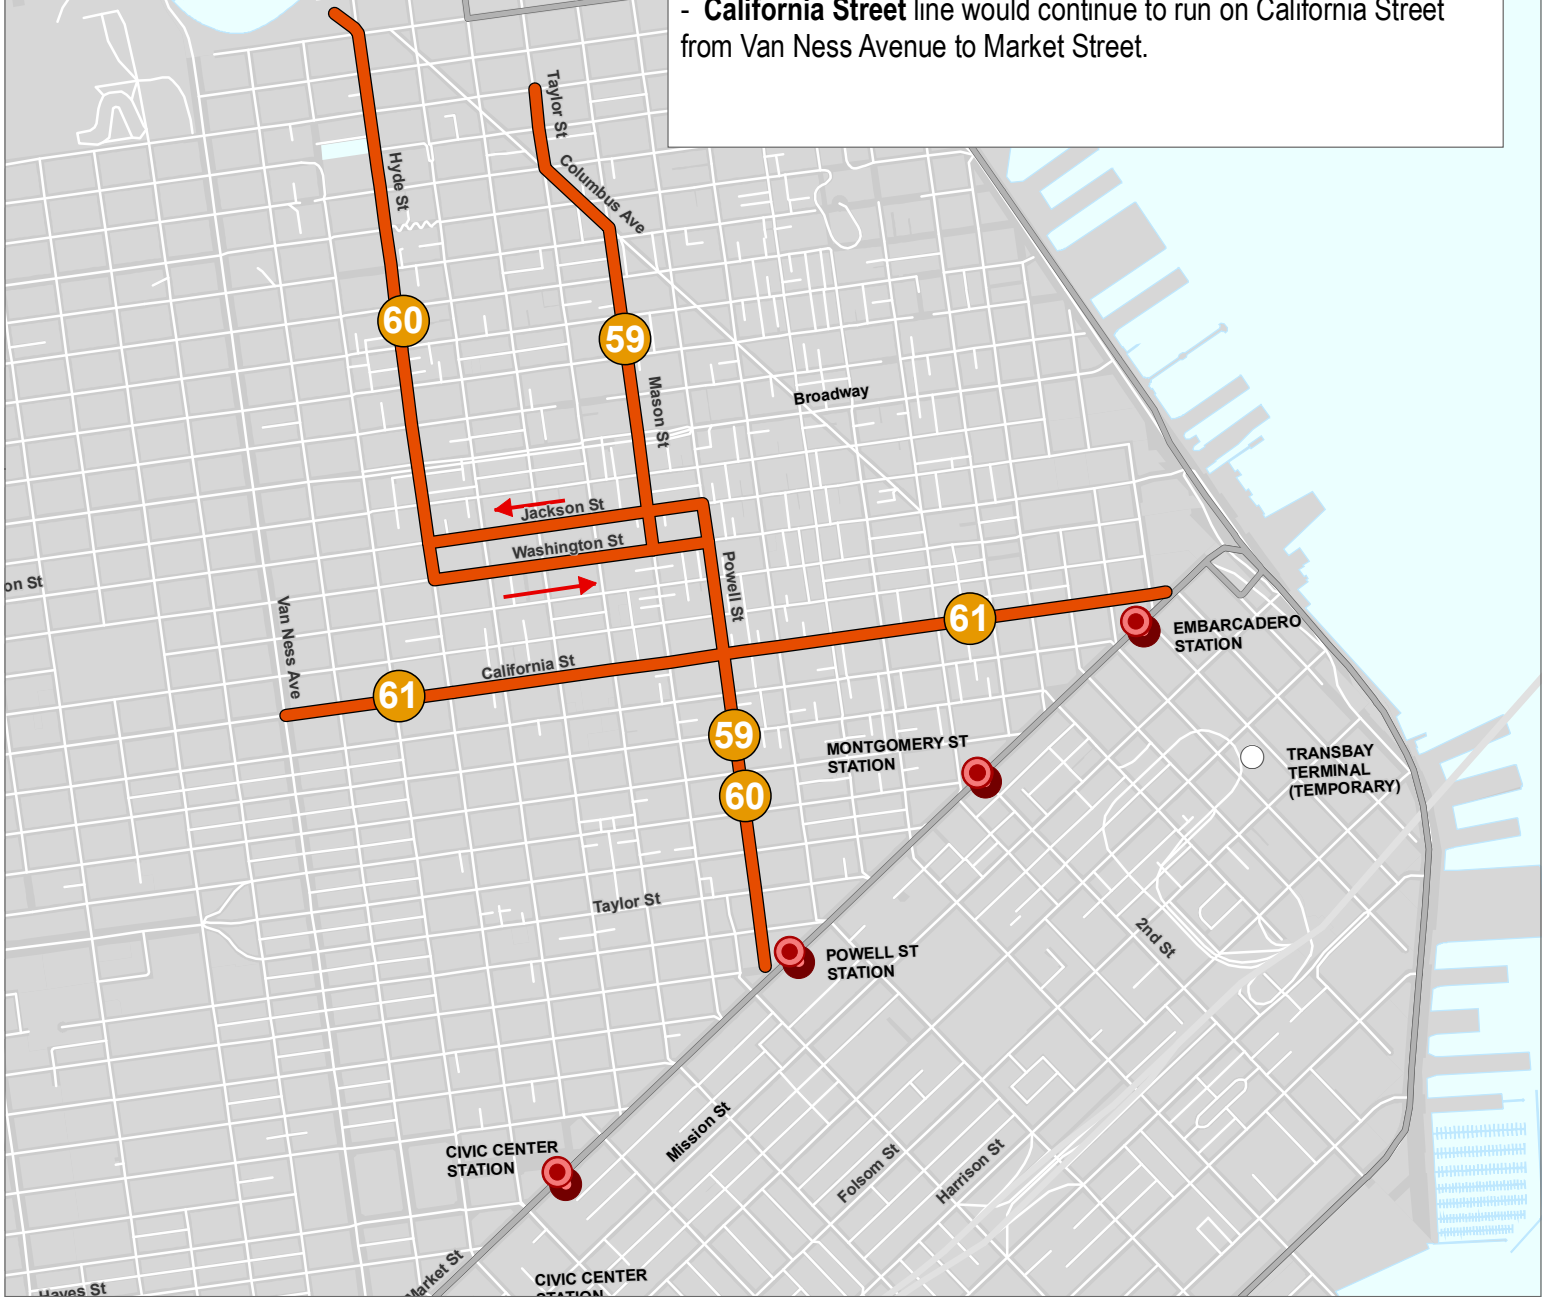 - California Street line would continue to run on California Street
from Van Ness Avenue to Market Street.
Taylor St
Columbus Ave
Hyde St
60
59
Mason St
Broadway
Jackson St
Washington St
Powell St
on St
Van Ness Ave
California St
61
61
EMBARCADERO
STATION
59
60
MONTGOMERY ST
STATION
TRANSBAY
TERMINAL
(TEMPORARY)
Taylor St
2nd St
POWELL ST
STATION
Mission St
Folsom St
Harrison St
CIVIC CENTER
STATION
Market St
Hayes St
CIVIC CENTER
STATION